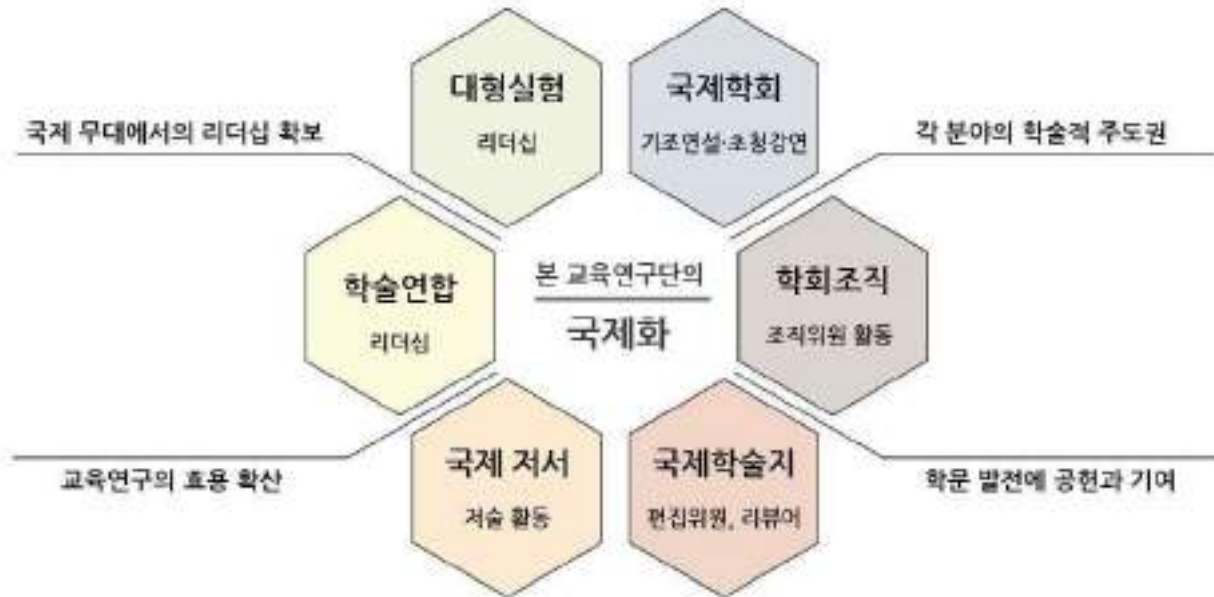 대형실험
리더십
국제학회
기조연설·초청강연
국제 무대에서의 리더십 확보
각 분야의 학술적 주도권
학술연합
리더십
본 교육연구단의
국제화
학회조직
조직위원 활동
국제 저서
저술 활동
국제학술지
편집위원, 리뷰어
교육연구의 효용 확산
학문 발전에 공헌과 기여